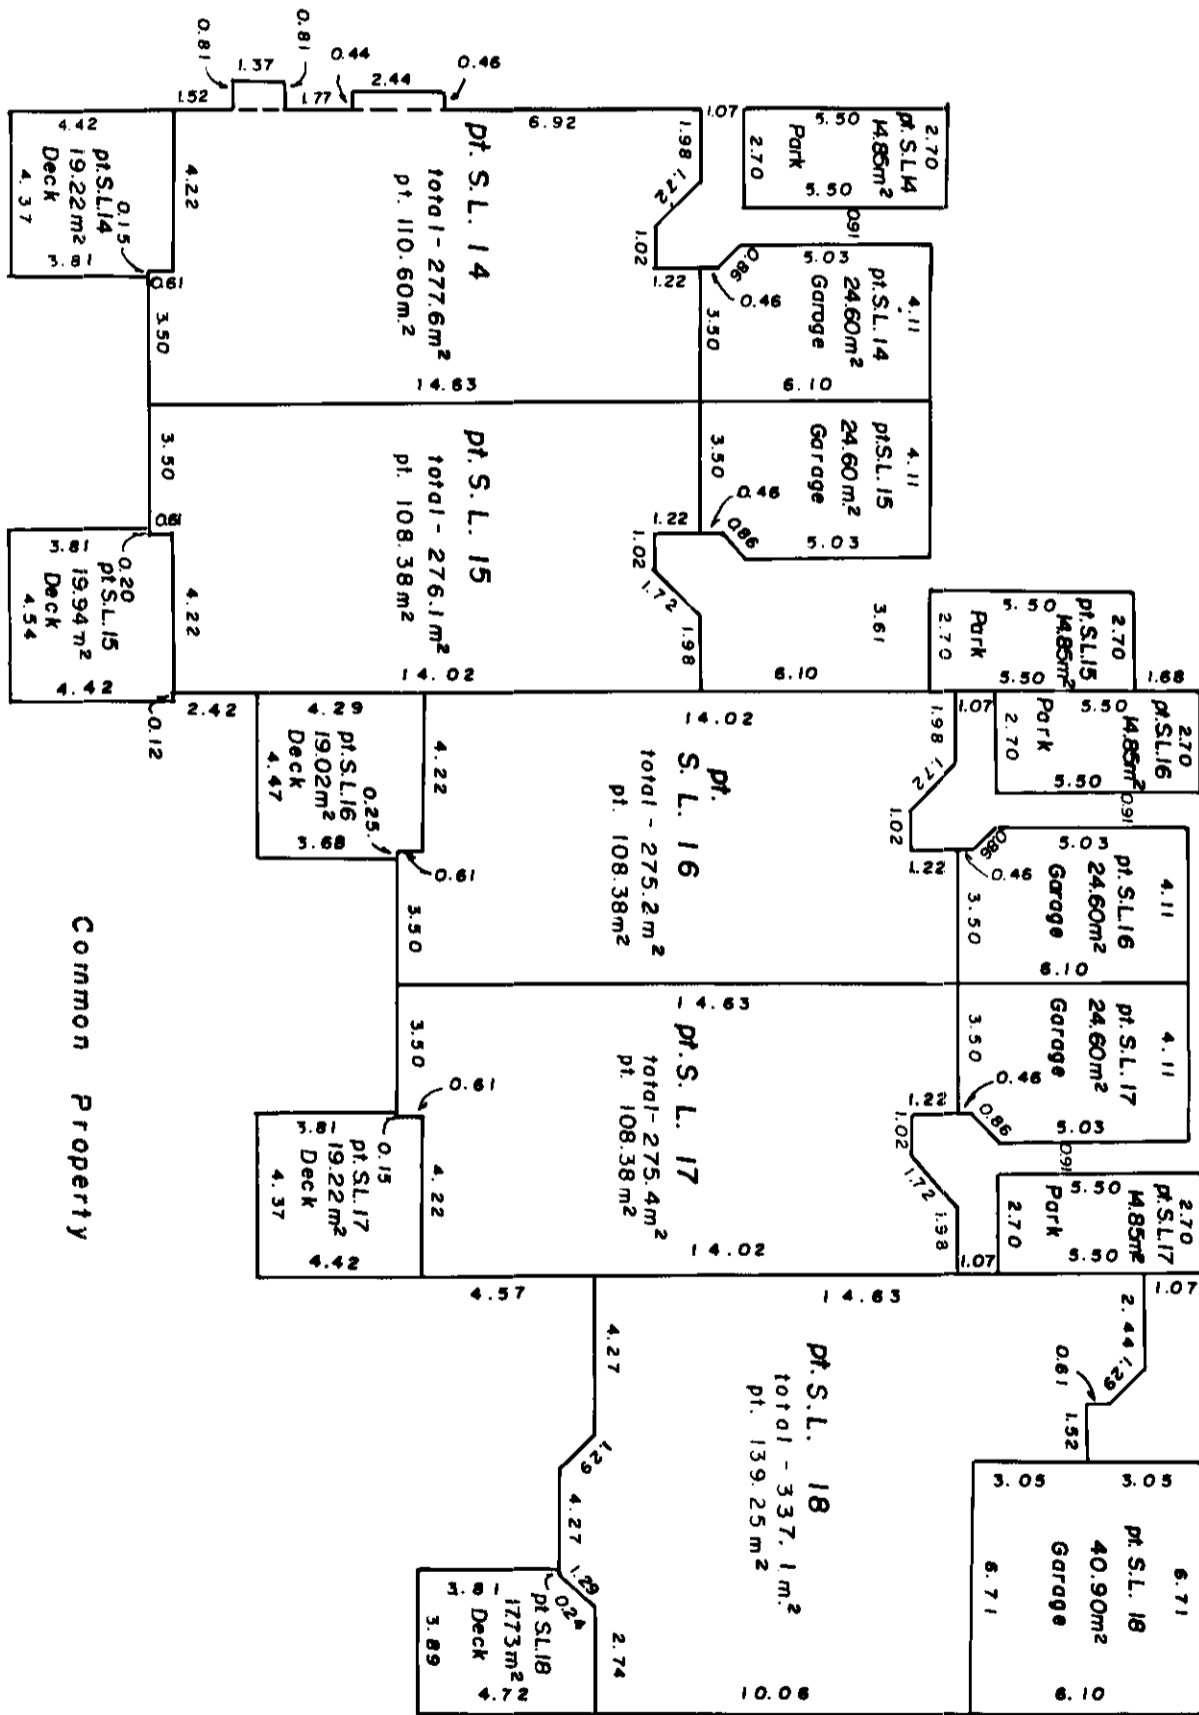 0.81
0.81
1.37
1.52
1.77
0.44
2.44
0.46
6.92
1.07
1.98
1.72
1.02
1.22
4.42
pt.S.L.14
19.22m²
Deck
4.37
3.81
0.15
0.61
4.22
3.50
pt. S.L. 14
total - 277.6m²
pt. 110.60m.²
14.63
2.70
pt.S.L.14
14.85m²
Park
5.50
5.50
2.70
0.91
5.03
0.86
0.46
3.50
4.11
pt.S.L.14
24.60m²
Garage
6.10
4.11
pt.S.L.15
24.60m²
Garage
5.03
0.86
0.46
3.50
1.22
1.02
1.72
1.98
pt. S.L. 15
total - 276.1m²
pt. 108.38m²
14.02
3.50
0.61
0.20
3.81
pt.S.L.15
19.94m²
Deck
4.54
4.42
4.22
0.12
2.42
3.61
6.10
2.70
pt.S.L.15
14.85m²
Park
5.50
5.50
2.70
1.68
2.70
pt.S.L.16
14.85m²
Park
5.50
5.50
2.70
1.07
0.91
1.98
1.72
1.02
1.22
0.86
0.46
5.03
4.11
pt.S.L.16
24.60m²
Garage
6.10
3.50
14.02
pt.
S. L. 16
total - 275.2m²
pt. 108.38m²
4.29
pt.S.L.16
19.02m²
Deck
4.47
3.68
0.25
0.61
4.22
3.50
14.63
4.11
pt.S.L.17
24.60m²
Garage
5.03
0.86
0.46
3.50
1.22
1.02
1.72
1.98
1.07
0.91
2.70
pt.S.L.17
14.85m²
Park
5.50
5.50
2.70
1.07
pt.S.L. 17
total-275.4m²
pt. 108.38m²
14.02
3.50
0.61
0.15
3.81
pt.S.L.17
19.22m²
Deck
4.37
4.42
4.22
4.57
14.63
2.44
1.29
0.61
1.52
pt.S.L. 18
total - 337.1m.²
pt. 139.25m²
4.27
1.29
4.27
1.29
0.24
2.74
3.81
pt S.L.18
17.73m²
Deck
3.89
4.72
10.06
3.05
3.05
6.71
pt.S.L. 18
40.90m²
Garage
6.71
6.10
Common Property